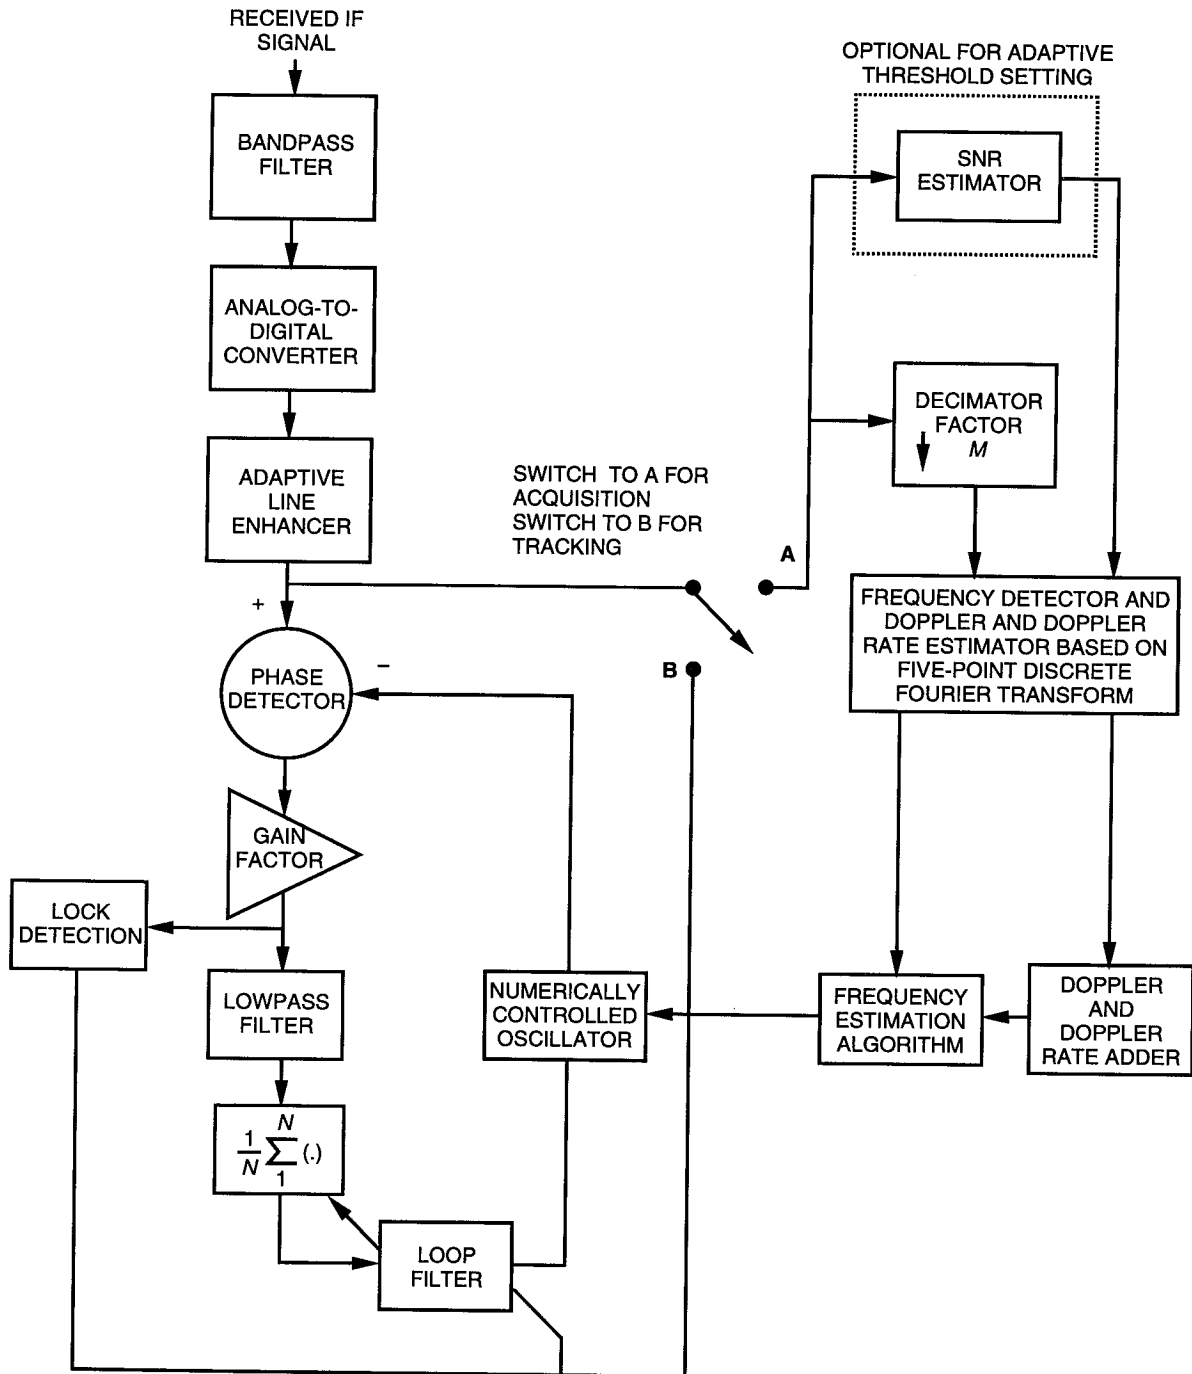 RECEIVED IF
SIGNAL
OPTIONAL FOR ADAPTIVE
THRESHOLD SETTING
BANDPASS
FILTER
SNR
ESTIMATOR
ANALOG-TO-
DIGITAL
CONVERTER
DECIMATOR
FACTOR
M
ADAPTIVE
LINE
ENHANCER
SWITCH TO A FOR
ACQUISITION
SWITCH TO B FOR
TRACKING
A
+
FREQUENCY DETECTOR AND
DOPPLER AND DOPPLER
RATE ESTIMATOR BASED ON
FIVE-POINT DISCRETE
FOURIER TRANSFORM
PHASE
DETECTOR
–
B
GAIN
FACTOR
LOCK
DETECTION
LOWPASS
FILTER
NUMERICALLY
CONTROLLED
OSCILLATOR
FREQUENCY
ESTIMATION
ALGORITHM
DOPPLER
AND
DOPPLER
RATE ADDER
N
1/N ∑ (.)
1
LOOP
FILTER